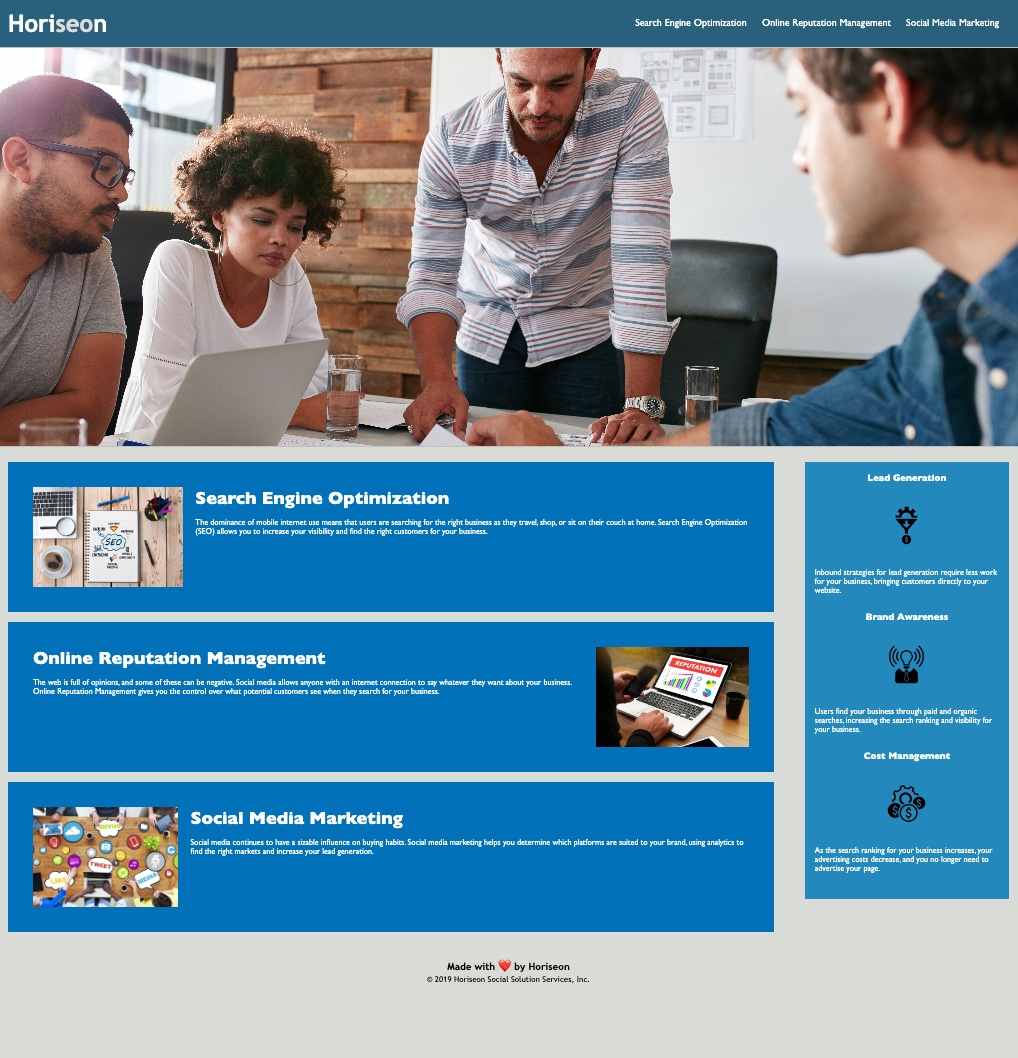 Horiseon
Search Engine Optimization Online Reputation Management Social Media Marketing
Search Engine Optimization
The dominance of mobile internet use means that users are searching for the right business as they travel, shop, or sit on their couch at home. Search Engine Optimization
(SEO) allows you to increase your visibility and find the right customers for your business.
SEO
Online Reputation Management
The web is full of opinions, and some of these can be negative. Social media allows anyone with an internet connection to say whatever they want about your business.
Online Reputation Management gives you the control over what potential customers see when they search for your business.
REPUTATION
Social Media Marketing
Social media continues to have a sizable influence on buying habits. Social media marketing helps you determine which platforms are suited to your brand, using analytics to
find the right markets and increase your lead generation.
SHARE
TWEET
LIKE
MEDIA
Lead Generation
Inbound strategies for lead generation require less work
for your business, bringing customers directly to your
website.
Brand Awareness
Users find your business through paid and organic
searches, increasing the search ranking and visibility for
your business.
Cost Management
As the search ranking for your business increases, your
advertising costs decrease, and you no longer need to
advertise your page.
Made with ❤️ by Horiseon
© 2019 Horiseon Social Solution Services, Inc.